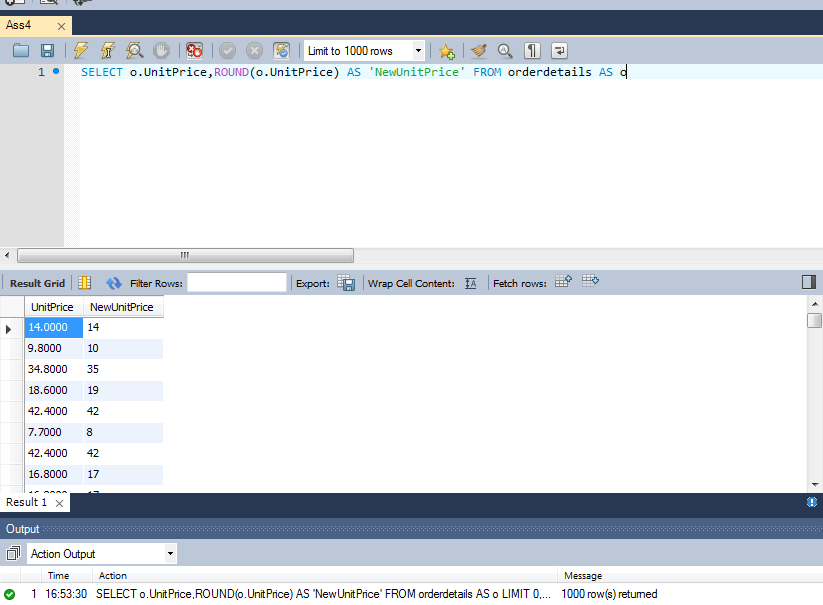 Ass4
Limit to 1000 rows
1 SELECT o.UnitPrice,ROUND(o.UnitPrice) AS 'NewUnitPrice' FROM orderdetails AS o
Result Grid Filter Rows: Export: Wrap Cell Content: Fetch rows:
UnitPrice NewUnitPrice
14.0000 14
9.8000 10
34.8000 35
18.6000 19
42.4000 42
7.7000 8
42.4000 42
16.8000 17
Result 1
Output
Action Output
Time Action Message
1 16:53:30 SELECT o.UnitPrice,ROUND(o.UnitPrice) AS 'NewUnitPrice' FROM orderdetails AS o LIMIT 0,... 1000 row(s) returned